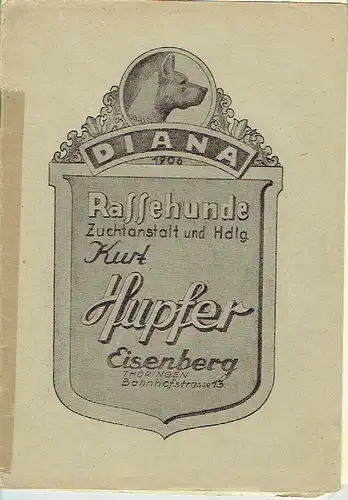 DIANA
1906
Raſſehunde
Zuchtanstalt und Hdlg.
Kurt
Hupfer
Eisenberg
THÜRINGEN
Bahnhofstrasse 13.